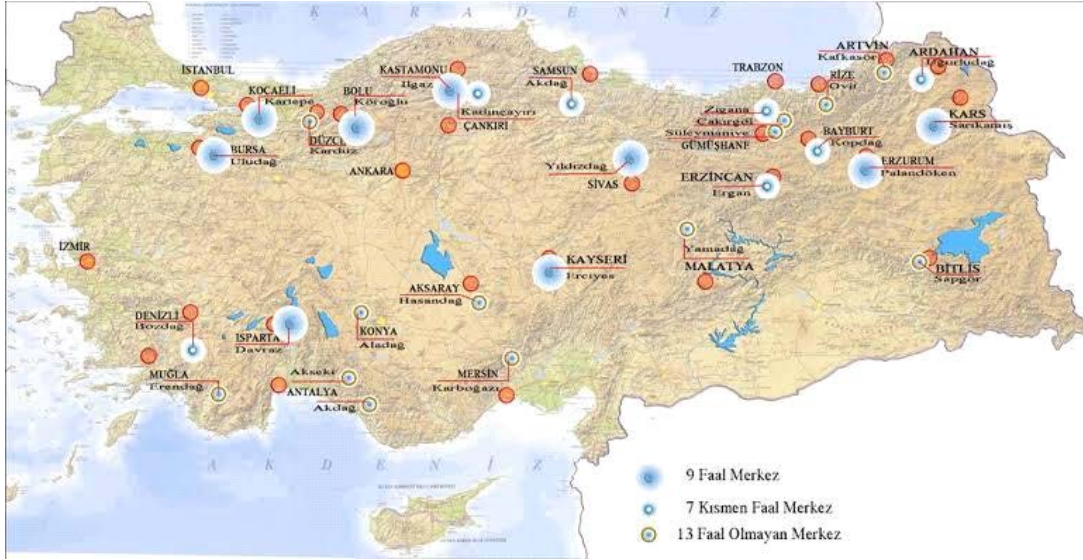 K A R A D E N İ Z
İSTANBUL
KOCAELİ
Kartepe
DÜZCE
Karduz
BOLU
Köroğlu
KASTAMONU
Ilgaz
Kadınçayırı
ÇANKIRI
SAMSUN
Akdağ
TRABZON
ARTVİN
Kafkasör
ARDAHAN
Uğurludağ
RİZE
Ovit
KARS
Sarıkamış
Zigana
Çakırgöl
Süleymaniye
GÜMÜŞHANE
BAYBURT
Kopdağ
BURSA
Uludağ
ANKARA
Yıldızdağ
SİVAS
ERZİNCAN
Ergan
ERZURUM
Palandöken
İZMİR
KAYSERİ
Erciyes
Yamadağ
MALATYA
BİTLİS
Sapgör
AKSARAY
Hasandağ
DENİZLİ
Bozdağ
ISPARTA
Davraz
KONYA
Aladağ
MUĞLA
Erendağ
Akseki
ANTALYA
Akdağ
MERSİN
Karboğazı
A K D E N İ Z
9 Faal Merkez
7 Kısmen Faal Merkez
13 Faal Olmayan Merkez